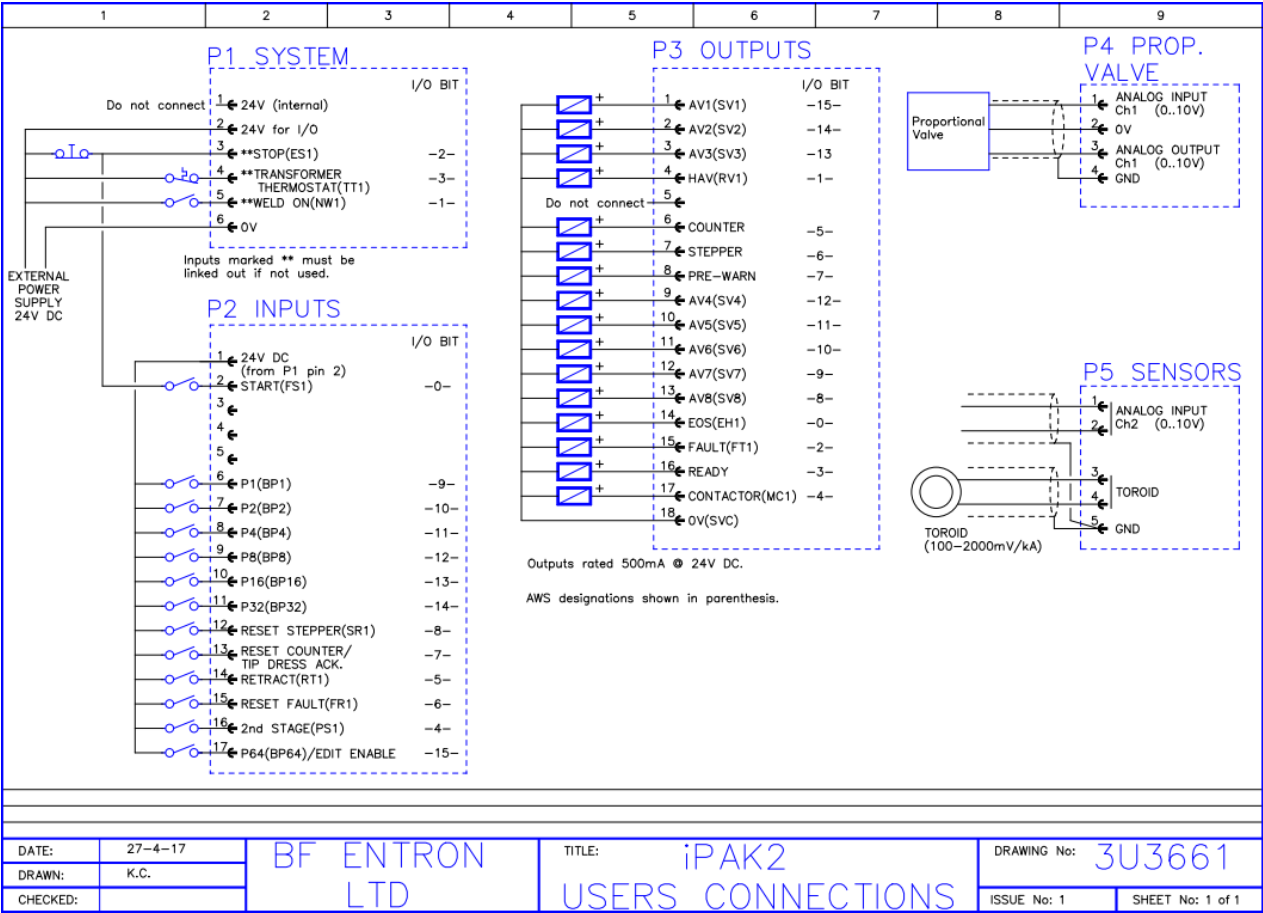 1 2 3 4 5 6 7 8 9
P1 SYSTEM
I/O BIT
Do not connect 1 24V (internal)
2 24V for I/O
3 **STOP(ES1) -2-
4 **TRANSFORMER
THERMOSTAT(TT1) -3-
5 **WELD ON(NW1) -1-
6 0V
Inputs marked ** must be
linked out if not used.
EXTERNAL
POWER
SUPPLY
24V DC
P2 INPUTS
I/O BIT
1 24V DC
(from P1 pin 2)
2 START(FS1) -0-
3
4
5
6 P1(BP1) -9-
7 P2(BP2) -10-
8 P4(BP4) -11-
9 P8(BP8) -12-
10 P16(BP16) -13-
11 P32(BP32) -14-
12 RESET STEPPER(SR1) -8-
13 RESET COUNTER/
TIP DRESS ACK. -7-
14 RETRACT(RT1) -5-
15 RESET FAULT(FR1) -6-
16 2nd STAGE(PS1) -4-
17 P64(BP64)/EDIT ENABLE -15-
P3 OUTPUTS
I/O BIT
+ 1 AV1(SV1) -15-
+ 2 AV2(SV2) -14-
+ 3 AV3(SV3) -13
+ 4 HAV(RV1) -1-
Do not connect 5
+ 6 COUNTER -5-
+ 7 STEPPER -6-
+ 8 PRE-WARN -7-
+ 9 AV4(SV4) -12-
+ 10 AV5(SV5) -11-
+ 11 AV6(SV6) -10-
+ 12 AV7(SV7) -9-
+ 13 AV8(SV8) -8-
+ 14 EOS(EH1) -0-
+ 15 FAULT(FT1) -2-
+ 16 READY -3-
+ 17 CONTACTOR(MC1) -4-
18 0V(SVC)
Outputs rated 500mA @ 24V DC.
AWS designations shown in parenthesis.
P4 PROP.
VALVE
Proportional
Valve
1 ANALOG INPUT
Ch1 (0..10V)
2 0V
3 ANALOG OUTPUT
Ch1 (0..10V)
4 GND
P5 SENSORS
1 ANALOG INPUT
2 Ch2 (0..10V)
3
4 TOROID
5 GND
TOROID
(100-2000mV/kA)
DATE: 27-4-17
DRAWN: K.C.
CHECKED:
BF ENTRON
LTD
TITLE: iPAK2
USERS CONNECTIONS
DRAWING No: 3U3661
ISSUE No: 1 SHEET No: 1 of 1